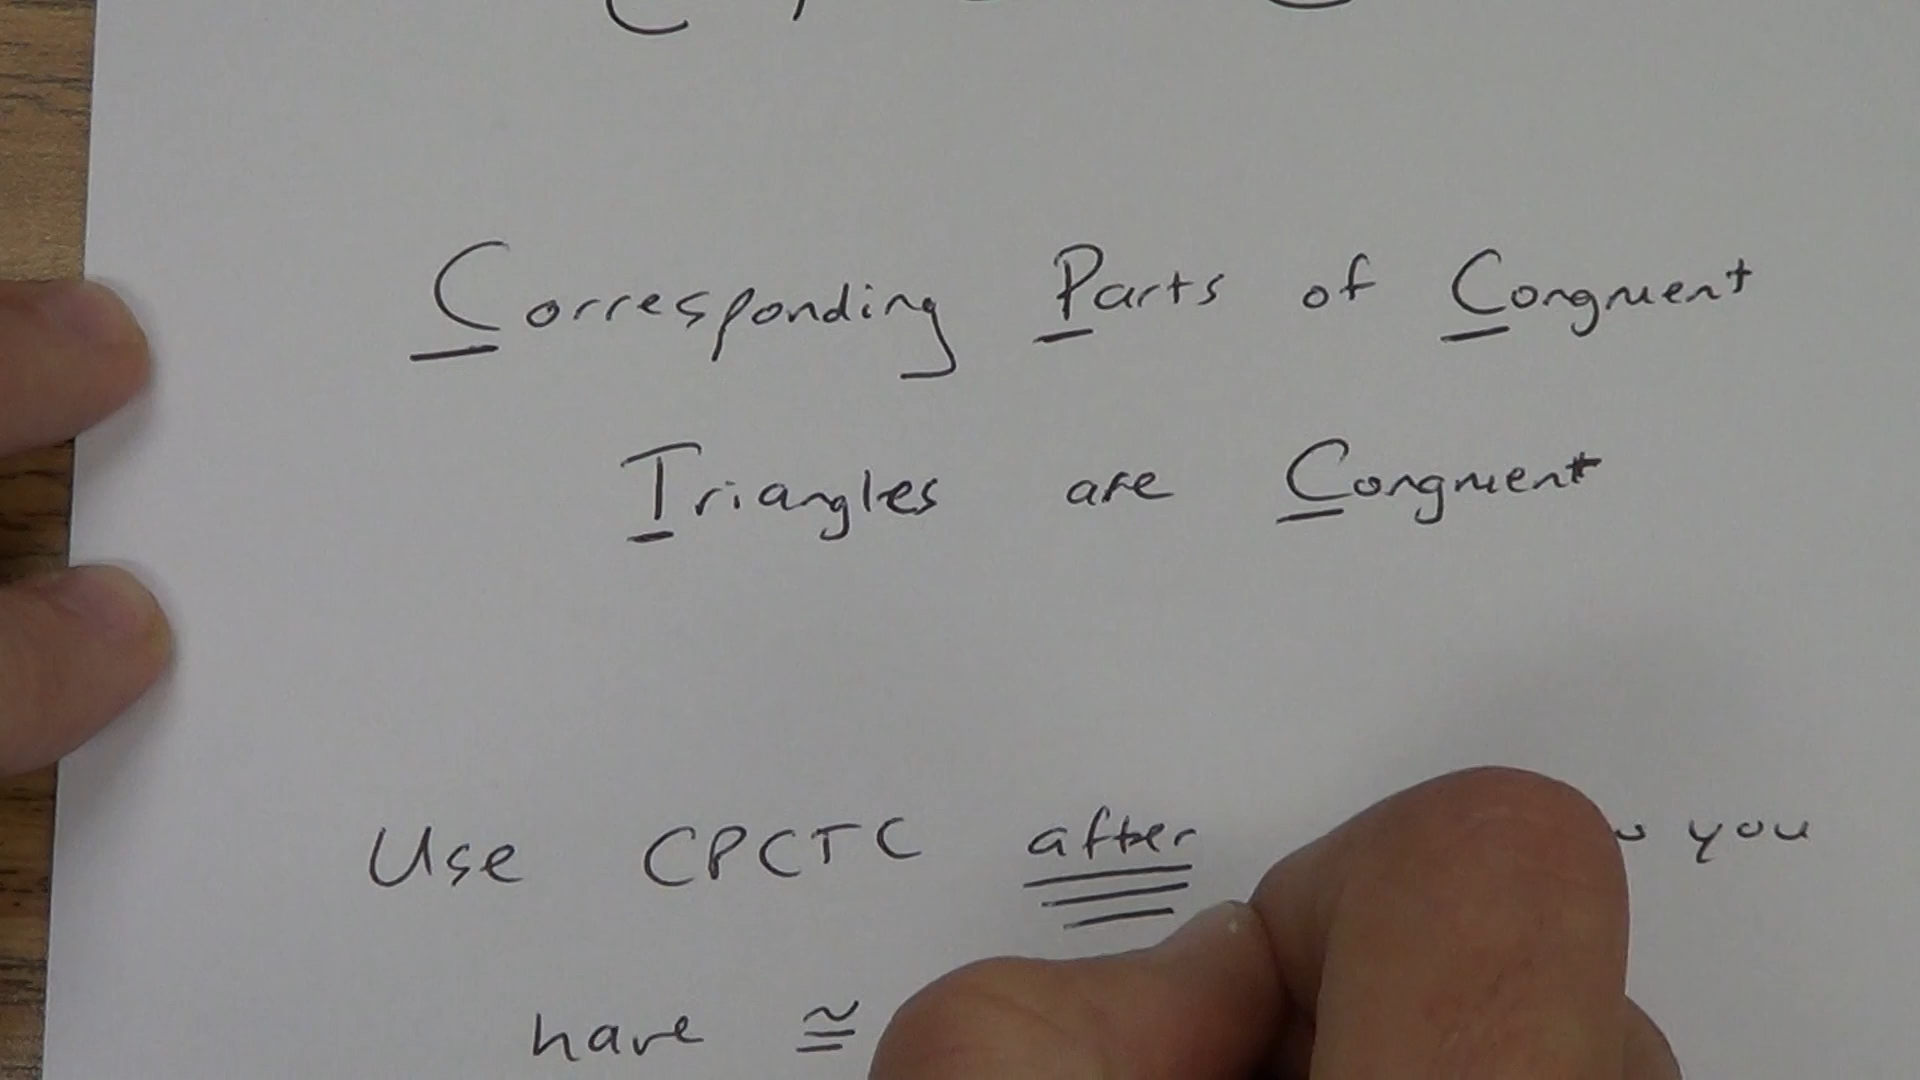 Corresponding Parts of Congruent
Triangles are Congruent
Use CPCTC after you
have ≅